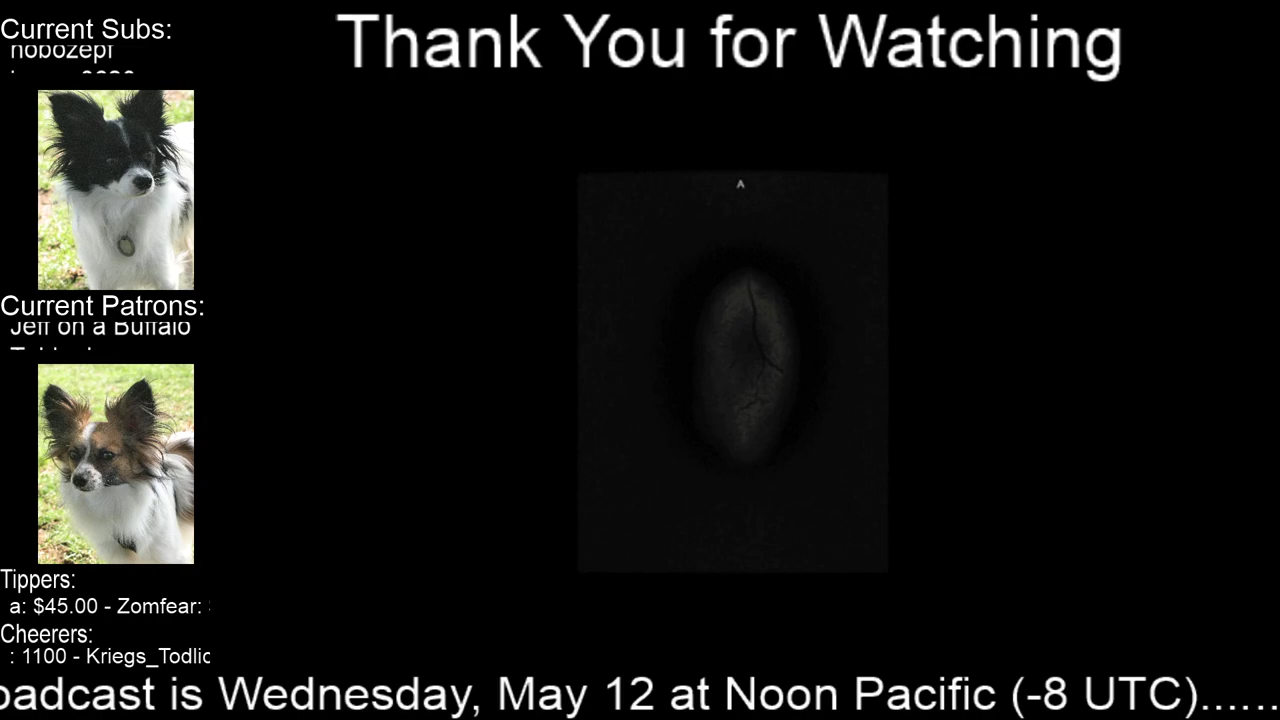 Thank You for Watching
Current Subs:
nobozepf
Current Patrons:
Jeff on a Buffalo
Tippers:
a: $45.00 - Zomfear:
Cheerers:
: 1100 - Kriegs_Todlic
oadcast is Wednesday, May 12 at Noon Pacific (-8 UTC)......
A